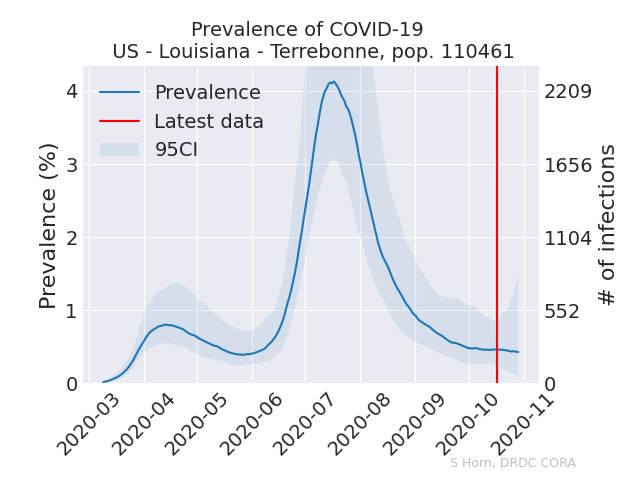 Prevalence of COVID-19
US - Louisiana - Terrebonne, pop. 110461
Prevalence
Latest data
95CI
Prevalence (%)
4
3
2
1
0
# of infections
2209
1656
1104
552
0
2020-03
2020-04
2020-05
2020-06
2020-07
2020-08
2020-09
2020-10
2020-11
S Horn, DRDC CORA